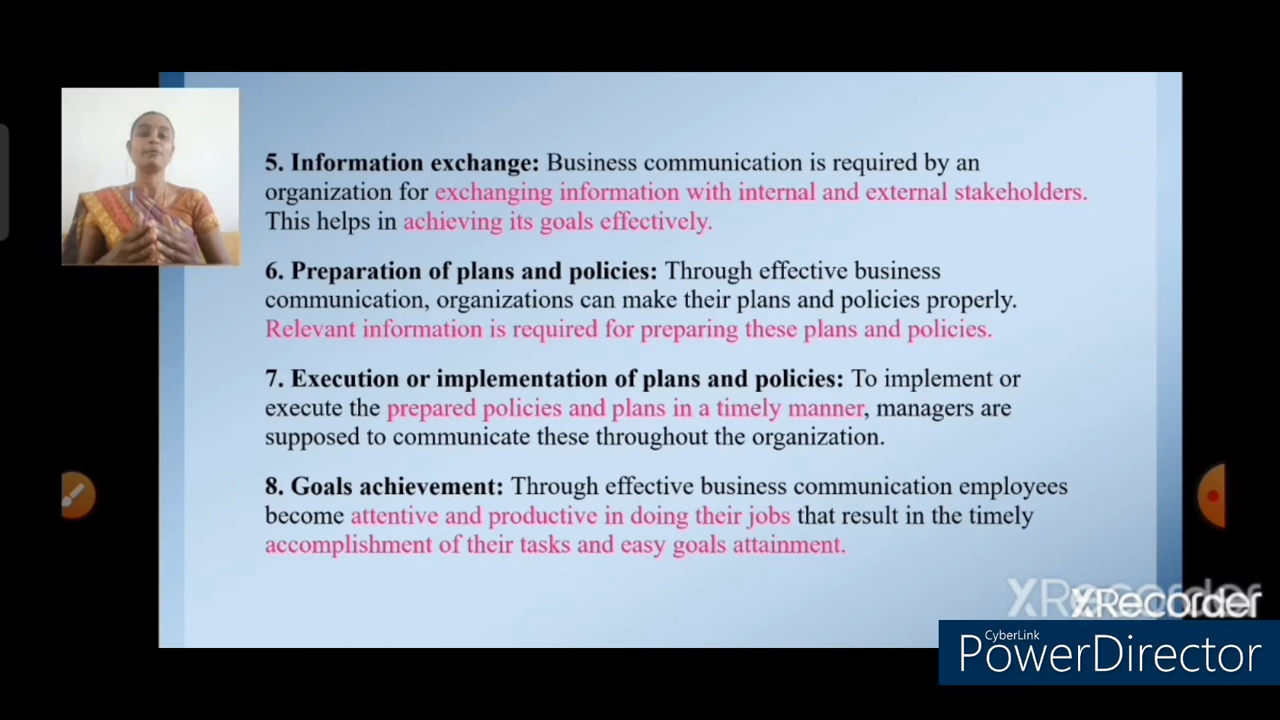 5. Information exchange: Business communication is required by an
organization for exchanging information with internal and external stakeholders.
This helps in achieving its goals effectively.
6. Preparation of plans and policies: Through effective business
communication, organizations can make their plans and policies properly.
Relevant information is required for preparing these plans and policies.
7. Execution or implementation of plans and policies: To implement or
execute the prepared policies and plans in a timely manner, managers are
supposed to communicate these throughout the organization.
8. Goals achievement: Through effective business communication employees
become attentive and productive in doing their jobs that result in the timely
accomplishment of their tasks and easy goals attainment.
XRecorder
XRecorder
CyberLink
PowerDirector